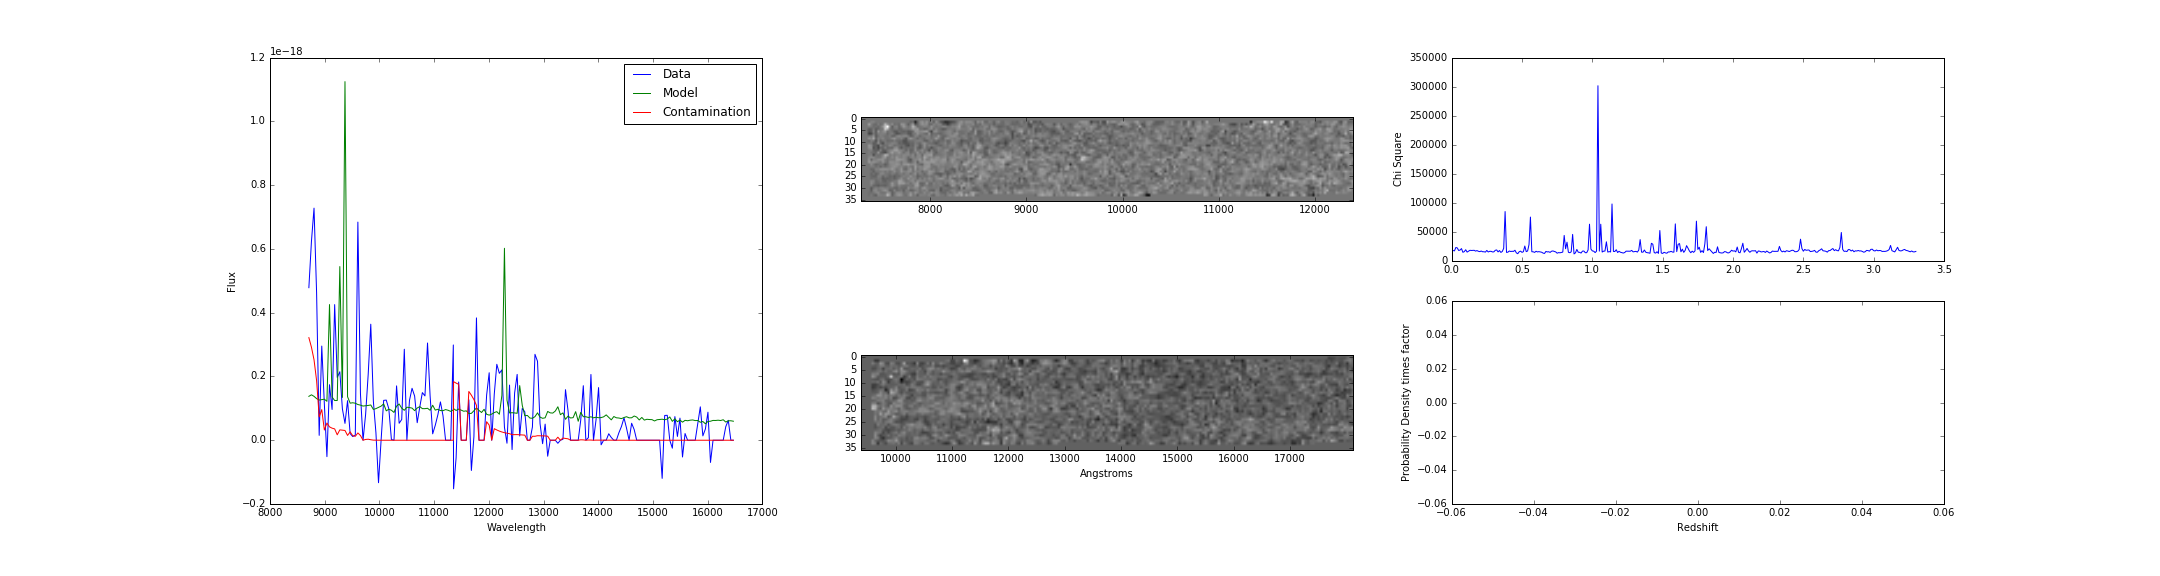 1e−18
1.2
1.0
0.8
0.6
0.4
0.2
0.0
−0.2
Flux
8000 9000 10000 11000 12000 13000 14000 15000 16000 17000
Wavelength
Data
Model
Contamination
0
5
10
15
20
25
30
35
8000 9000 10000 11000 12000
0
5
10
15
20
25
30
35
10000 11000 12000 13000 14000 15000 16000 17000
Angstroms
350000
300000
250000
200000
150000
100000
50000
0
Chi Square
0.0 0.5 1.0 1.5 2.0 2.5 3.0 3.5
0.06
0.04
0.02
0.00
−0.02
−0.04
−0.06
Probability Density times factor
−0.06 −0.04 −0.02 0.00 0.02 0.04 0.06
Redshift